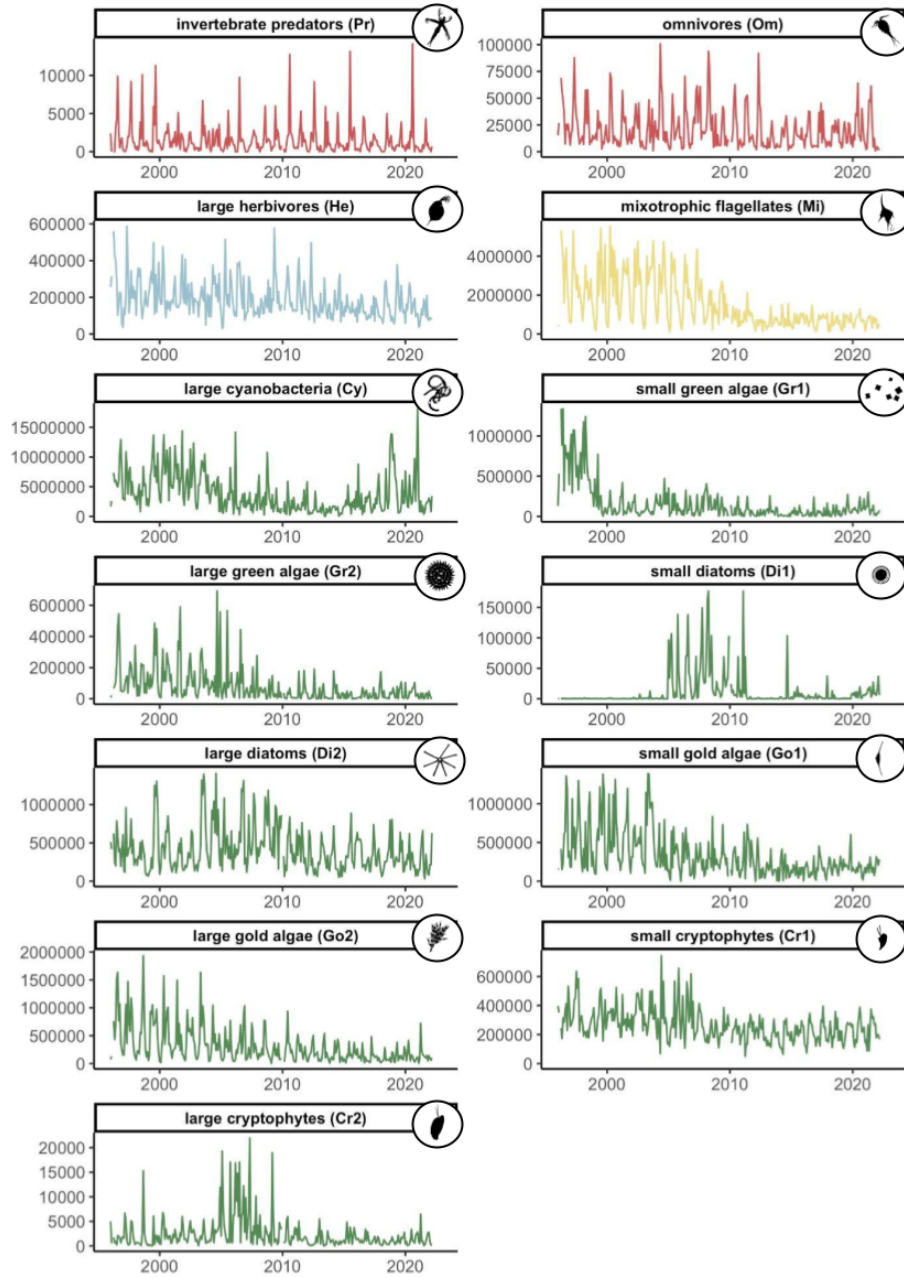 invertebrate predators (Pr)
10000
5000
0
2000 2010 2020
omnivores (Om)
100000
75000
50000
25000
0
2000 2010 2020
large herbivores (He)
600000
400000
200000
0
2000 2010 2020
mixotrophic flagellates (Mi)
4000000
2000000
0
2000 2010 2020
large cyanobacteria (Cy)
15000000
10000000
5000000
0
2000 2010 2020
small green algae (Gr1)
1000000
500000
0
2000 2010 2020
large green algae (Gr2)
600000
400000
200000
0
2000 2010 2020
small diatoms (Di1)
150000
100000
50000
0
2000 2010 2020
large diatoms (Di2)
1000000
500000
0
2000 2010 2020
small gold algae (Go1)
1000000
500000
0
2000 2010 2020
large gold algae (Go2)
2000000
1500000
1000000
500000
0
2000 2010 2020
small cryptophytes (Cr1)
600000
400000
200000
0
2000 2010 2020
large cryptophytes (Cr2)
20000
15000
10000
5000
0
2000 2010 2020